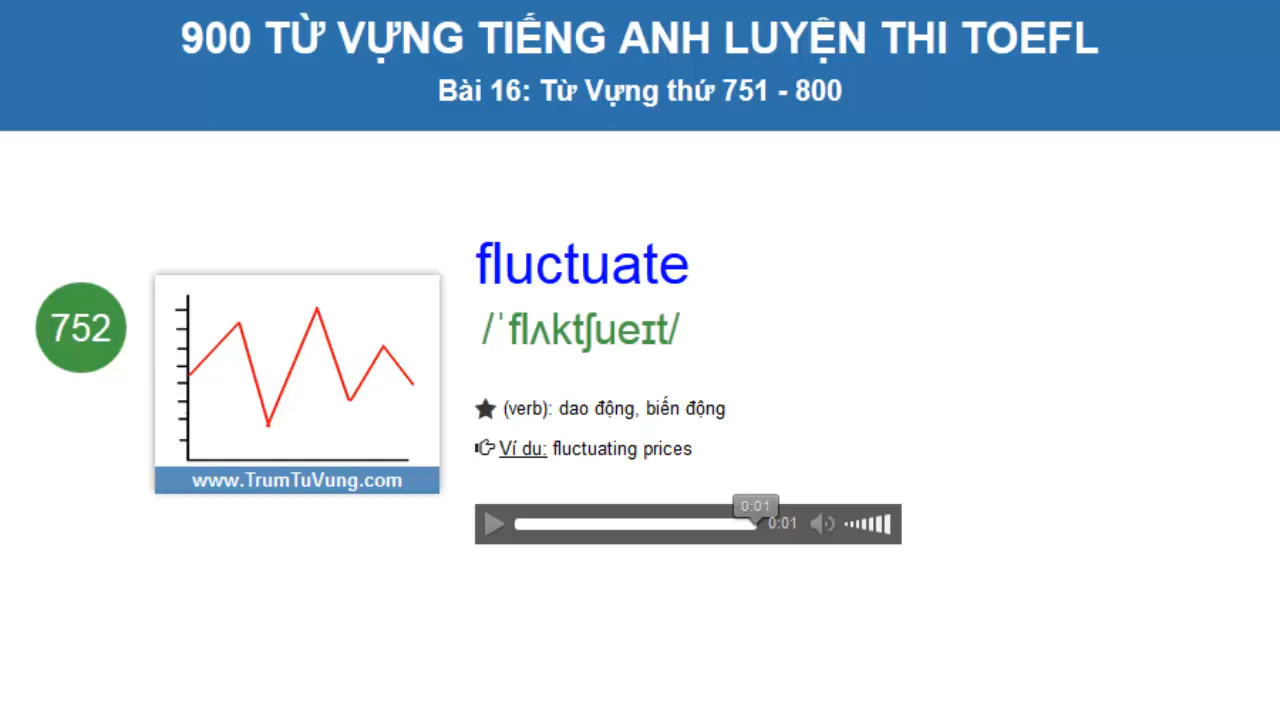 900 TỪ VỰNG TIẾNG ANH LUYỆN THI TOEFL
Bài 16: Từ Vựng thứ 751 - 800
752
www.TrumTuVung.com
fluctuate
/ˈflʌktʃueɪt/
(verb): dao động, biến động
Ví dụ: fluctuating prices
0:01
0:01